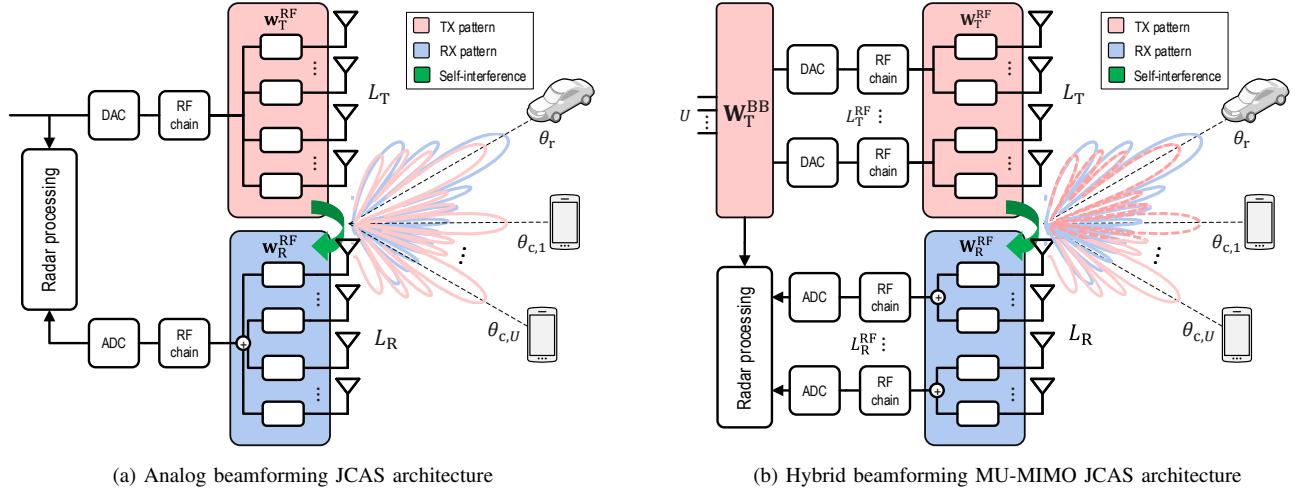 w_T^RF
TX pattern
RX pattern
Self-interference
L_T
DAC
RF chain
θ_r
Radar processing
θ_c,1
w_R^RF
θ_c,U
L_R
ADC
RF chain
(a) Analog beamforming JCAS architecture
W_T^RF
TX pattern
RX pattern
Self-interference
DAC
RF chain
L_T
U
W_T^BB
L_T^RF
θ_r
DAC
RF chain
θ_c,1
W_R^RF
Radar processing
ADC
RF chain
L_R^RF
L_R
θ_c,U
ADC
RF chain
(b) Hybrid beamforming MU-MIMO JCAS architecture